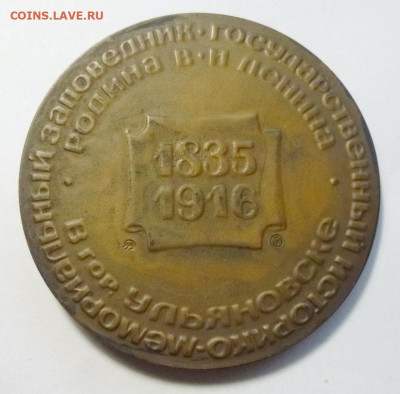 COINS.LAVE.RU
ГОСУДАРСТВЕННЫЙ ИСТОРИКО-МЕМОРИАЛЬНЫЙ ЗАПОВЕДНИК •
• РОДИНА В•И ЛЕНИНА •
1835
1916
В ГОР УЛЬЯНОВСКЕ